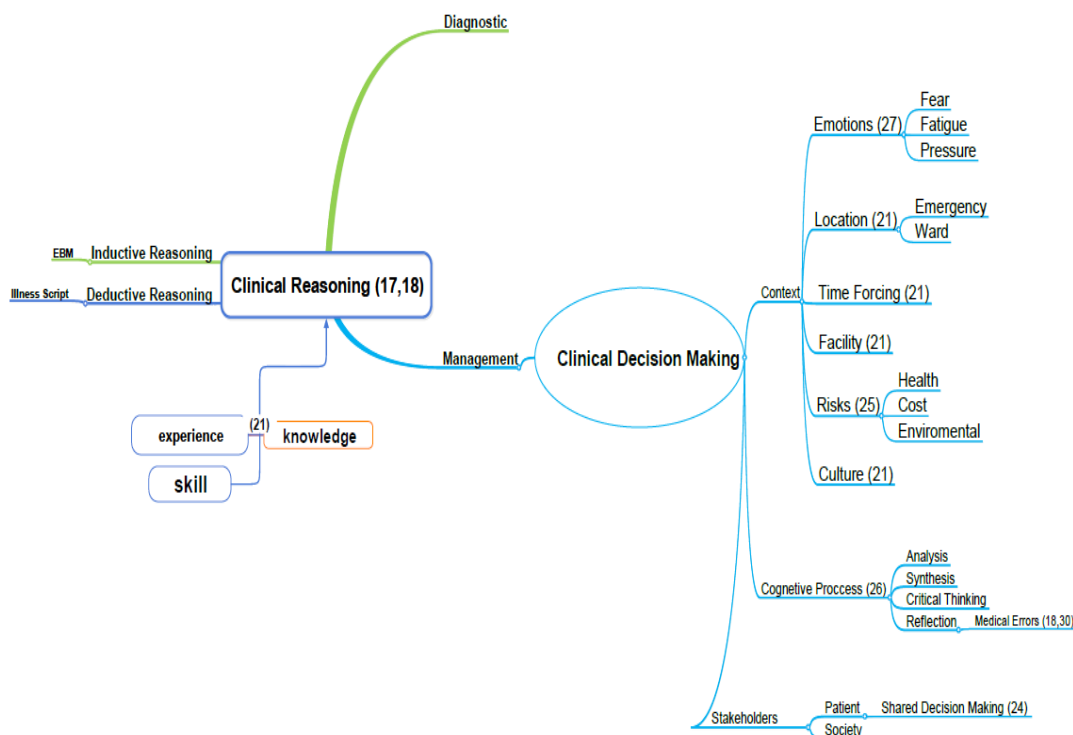 Diagnostic
Inductive Reasoning
EBM
Deductive Reasoning
Illness Script
Clinical Reasoning (17,18)
(21)
experience
knowledge
skill
Management
Clinical Decision Making
Context
Emotions (27)
Fear
Fatigue
Pressure
Location (21)
Emergency
Ward
Time Forcing (21)
Facility (21)
Risks (25)
Health
Cost
Enviromental
Culture (21)
Cognetive Proccess (26)
Analysis
Synthesis
Critical Thinking
Reflection
Medical Errors (18,30)
Stakeholders
Patient
Shared Decision Making (24)
Society